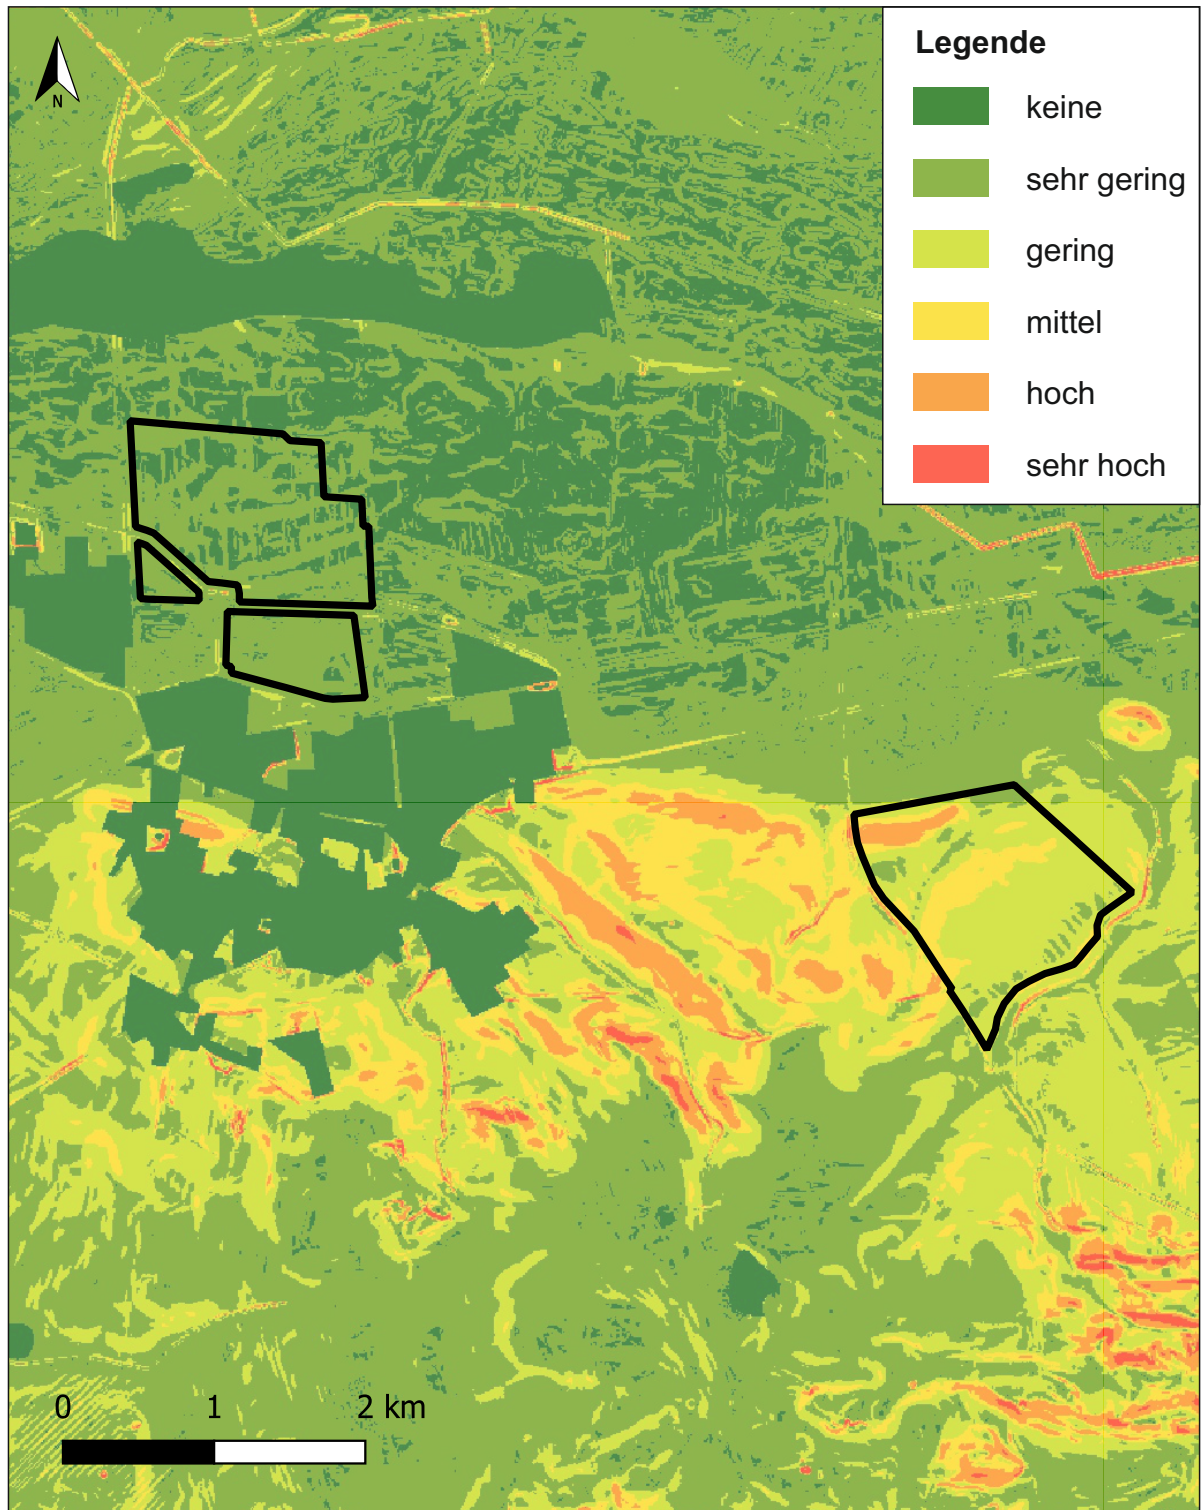 N
Legende
keine
sehr gering
gering
mittel
hoch
sehr hoch
0 1 2 km